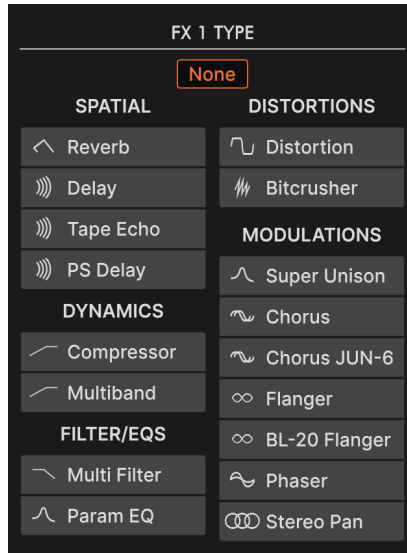 FX 1 TYPE
None
SPATIAL
Reverb
Delay
Tape Echo
PS Delay
DYNAMICS
Compressor
Multiband
FILTER/EQS
Multi Filter
Param EQ
DISTORTIONS
Distortion
Bitcrusher
MODULATIONS
Super Unison
Chorus
Chorus JUN-6
Flanger
BL-20 Flanger
Phaser
Stereo Pan